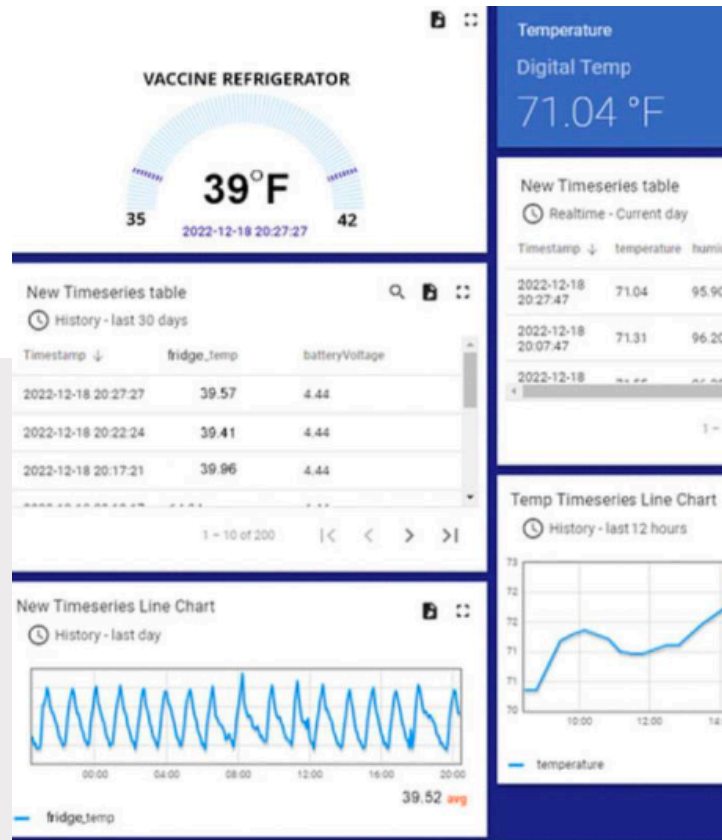 VACCINE REFRIGERATOR
39°F
35
42
2022-12-18 20:27:27
Temperature
Digital Temp
71.04 °F
New Timeseries table
History - last 30 days
Timestamp ↓ fridge_temp batteryVoltage
2022-12-18 20:27:27 39.57 4.44
2022-12-18 20:22:24 39.41 4.44
2022-12-18 20:17:21 39.96 4.44
1 – 10 of 200
New Timeseries table
Realtime - Current day
Timestamp ↓ temperature
2022-12-18 20:27:47 71.04 95.90
2022-12-18 20:07:47 71.31 96.20
2022-12-18
1 –
New Timeseries Line Chart
History - last day
00:00 04:00 08:00 12:00 16:00 20:00
39.52 avg
fridge_temp
Temp Timeseries Line Chart
History - last 12 hours
73
72
72
71
71
70
10:00 12:00
temperature